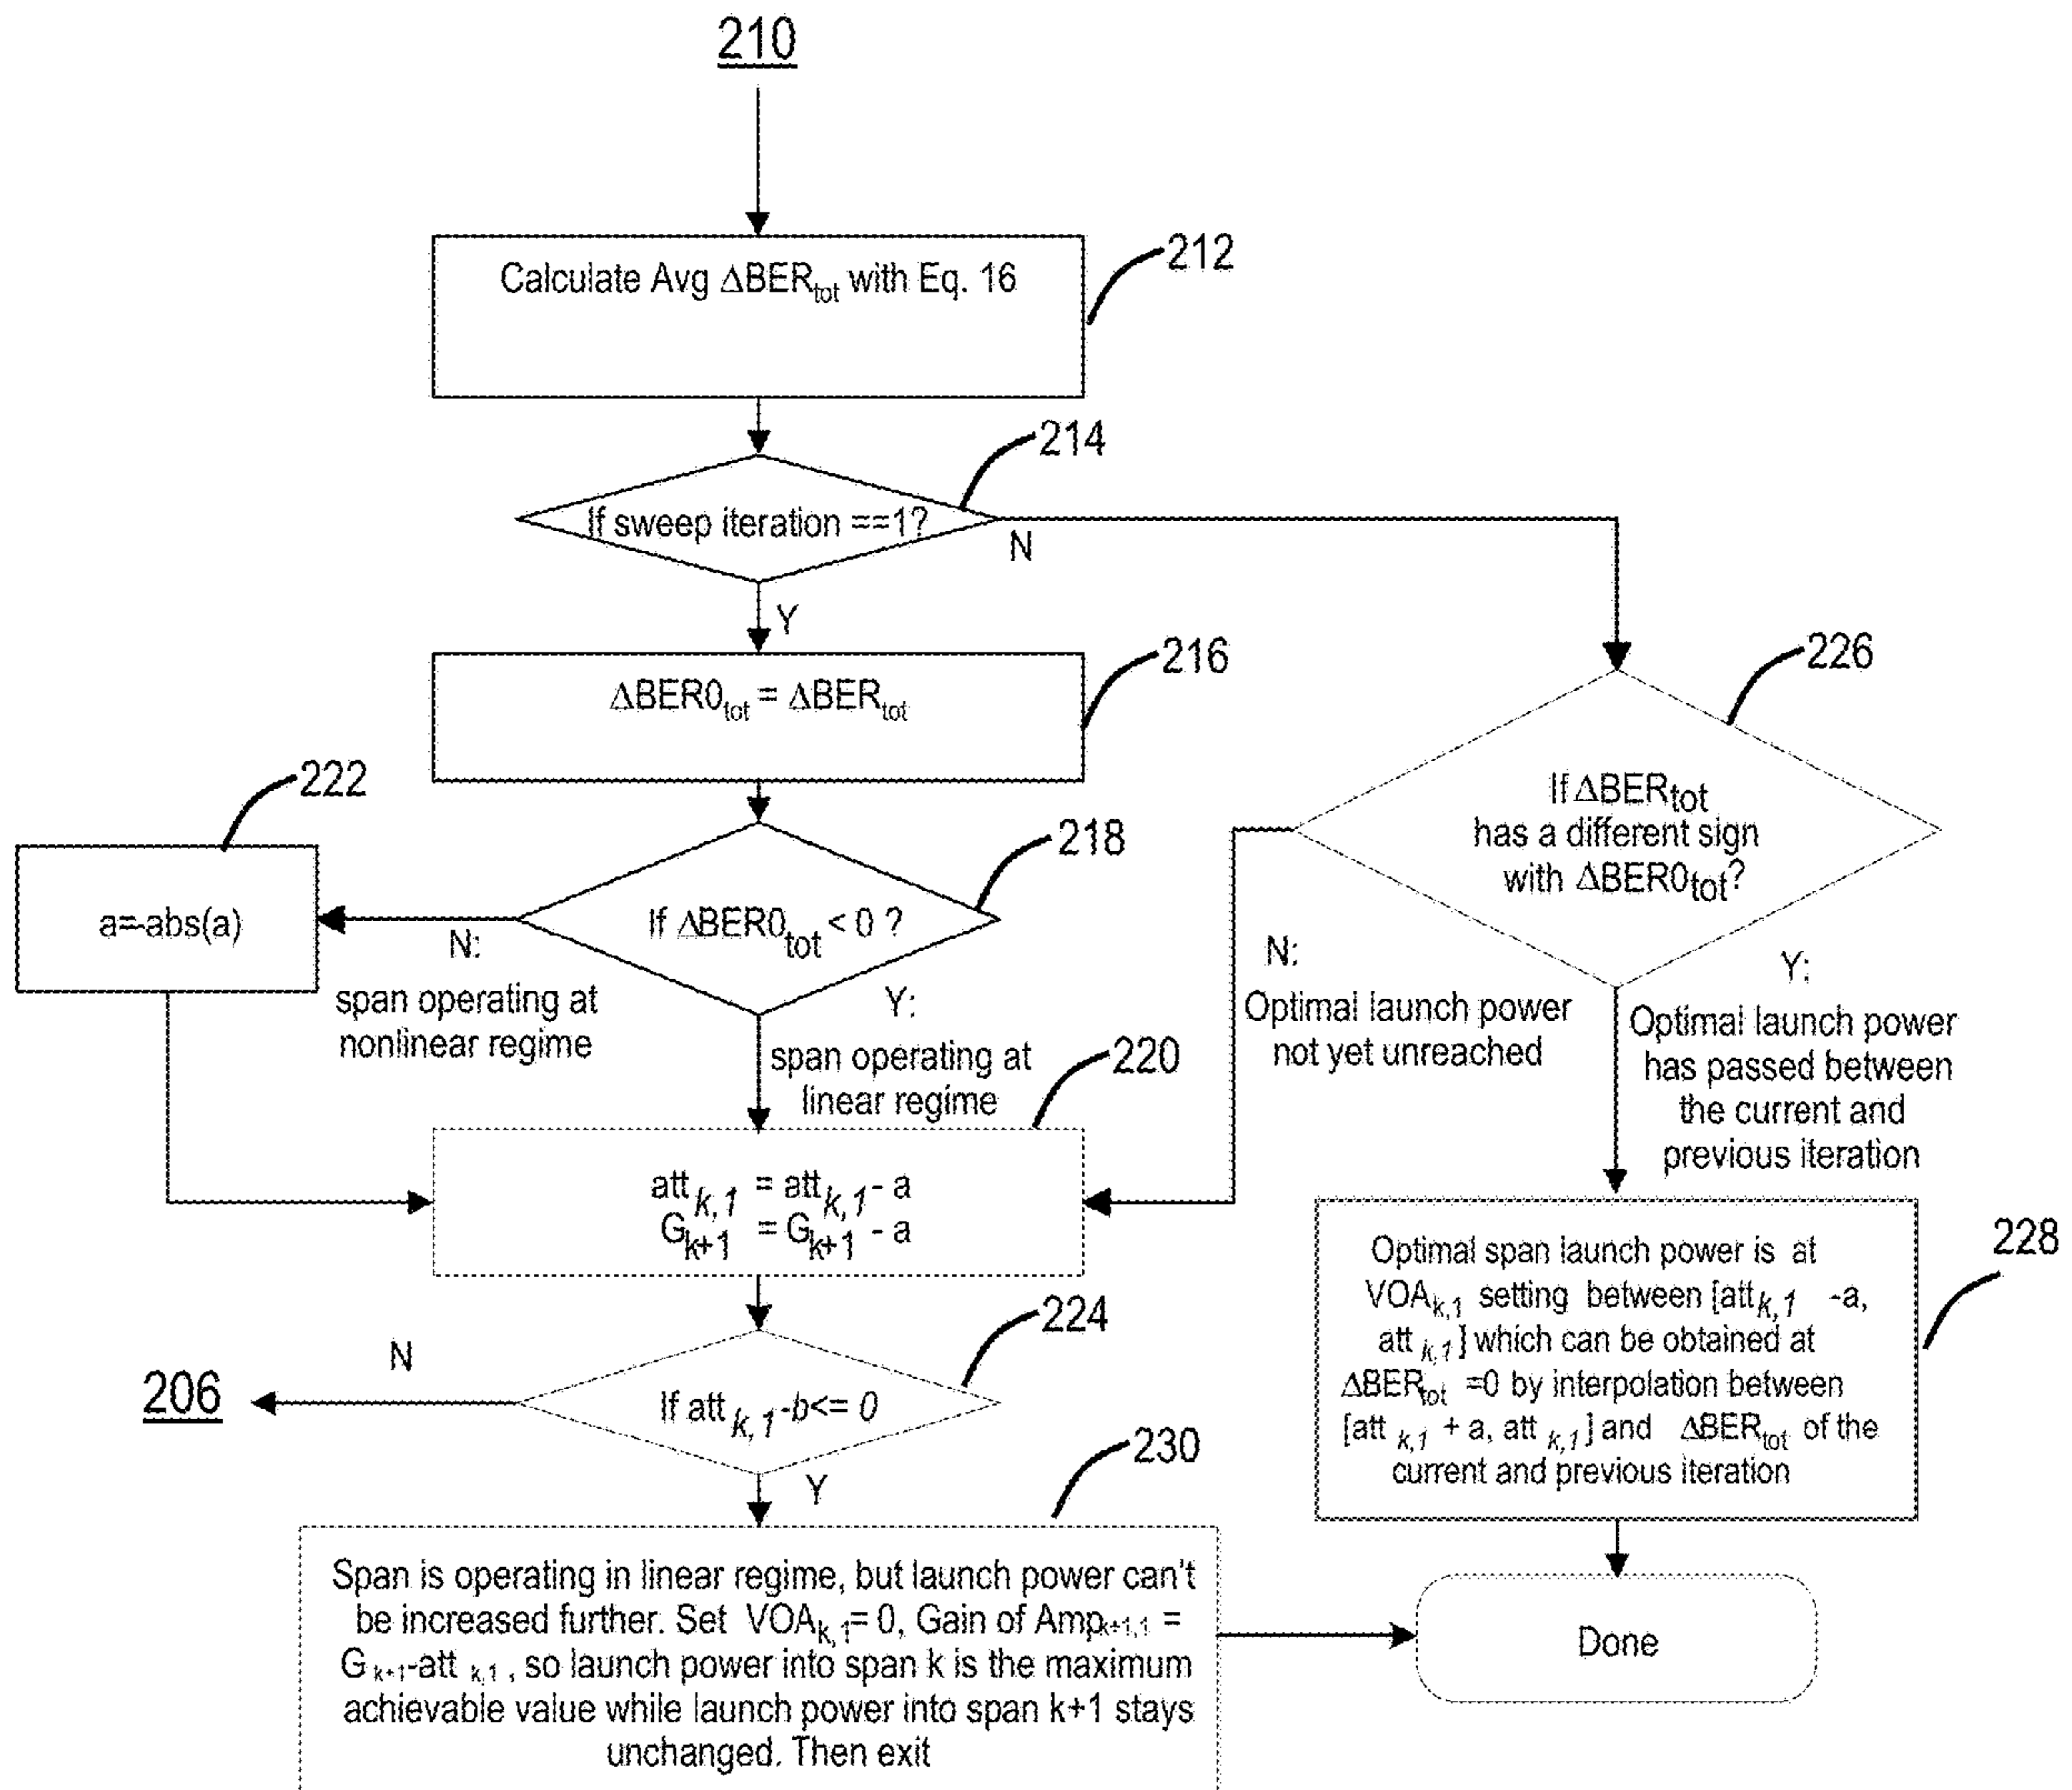 210
Calculate Avg ΔBERtot with Eq. 16
212
If sweep iteration ==1?
214
N
Y
ΔBER0tot = ΔBERtot
216
If ΔBER0tot < 0 ?
218
222
a=-abs(a)
N:
span operating at
nonlinear regime
Y:
span operating at
linear regime
226
If ΔBERtot
has a different sign
with ΔBER0tot?
N:
Optimal launch power
not yet unreached
Y:
Optimal launch power
has passed between
the current and
previous iteration
220
attk,1 = attk,1 - a
Gk+1 = Gk+1 - a
224
If attk,1-b<= 0
N
206
Y
228
Optimal span launch power is at
VOAk,1 setting between [attk,1 -a,
attk,1] which can be obtained at
ΔBERtot =0 by interpolation between
[att k,1 + a, att k,1] and ΔBERtot of the
current and previous iteration
230
Span is operating in linear regime, but launch power can't
be increased further. Set VOAk,1= 0, Gain of Ampk+1,1 =
G k+1-att k,1 , so launch power into span k is the maximum
achievable value while launch power into span k+1 stays
unchanged. Then exit
Done